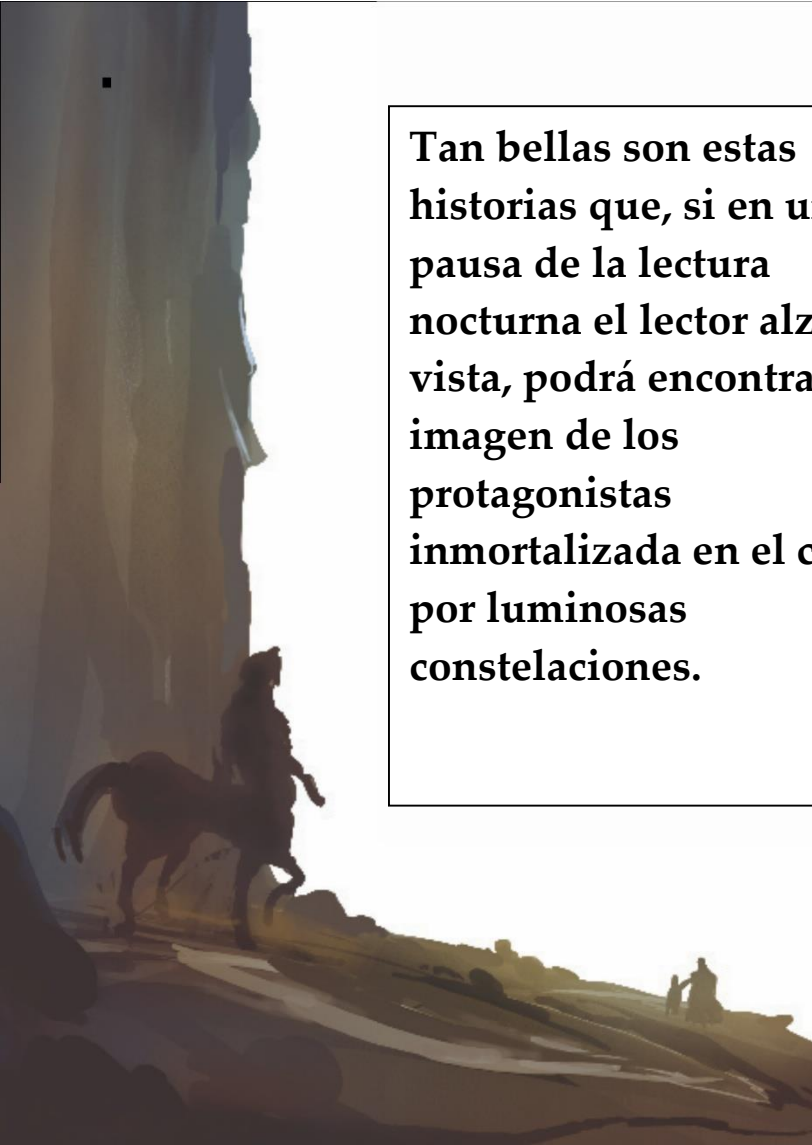 Tan bellas son estas
historias que, si en
pausa de la lectura
nocturna el lector
vista, podrá
imagen de los
protagonistas
inmortalizada en el
por luminosas
constelaciones.